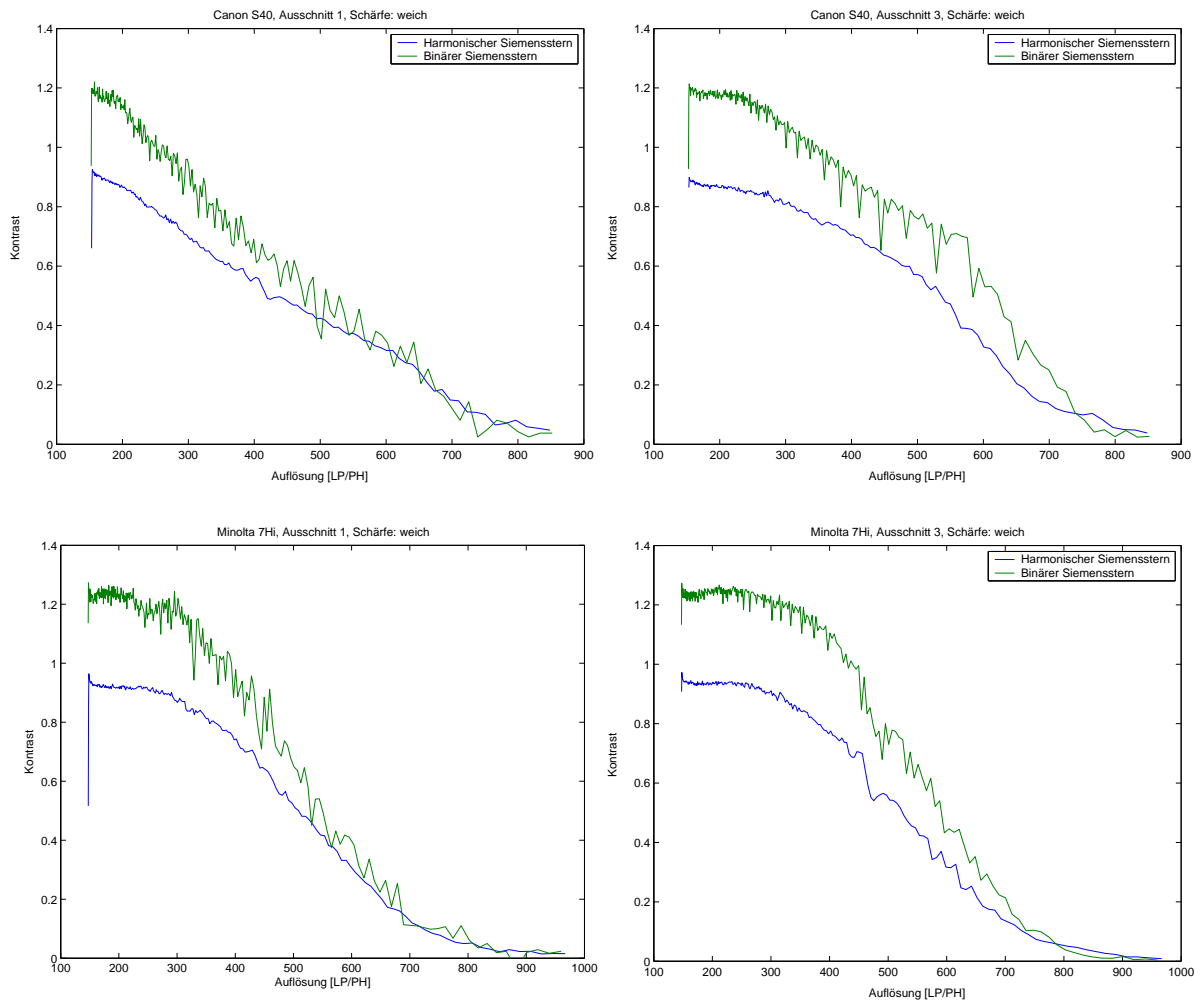 Canon S40, Ausschnitt 1, Schärfe: weich
1.4
1.2
1
0.8
0.6
0.4
0.2
0
Kontrast
Harmonischer Siemensstern
Binärer Siemensstern
100 200 300 400 500 600 700 800 900
Auflösung [LP/PH]
Canon S40, Ausschnitt 3, Schärfe: weich
1.4
1.2
1
0.8
0.6
0.4
0.2
0
Kontrast
Harmonischer Siemensstern
Binärer Siemensstern
100 200 300 400 500 600 700 800 900
Auflösung [LP/PH]
Minolta 7Hi, Ausschnitt 1, Schärfe: weich
1.4
1.2
1
0.8
0.6
0.4
0.2
0
Kontrast
100 200 300 400 500 600 700 800 900 1000
Auflösung [LP/PH]
Minolta 7Hi, Ausschnitt 3, Schärfe: weich
1.4
1.2
1
0.8
0.6
0.4
0.2
0
Kontrast
Harmonischer Siemensstern
Binärer Siemensstern
100 200 300 400 500 600 700 800 900 1000
Auflösung [LP/PH]